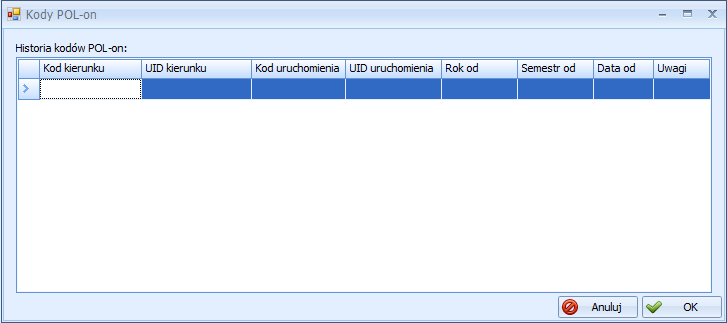 Kody POL-on
Historia kodów POL-on:
Kod kierunku UID kierunku Kod uruchomienia UID uruchomienia Rok od Semestr od Data od Uwagi
Anuluj OK